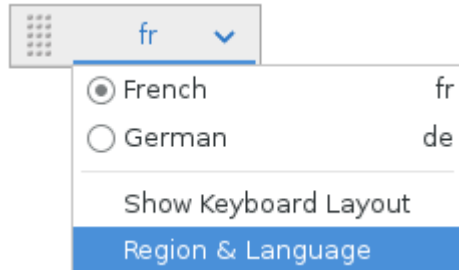 fr
French fr
German de
Show Keyboard Layout
Region & Language